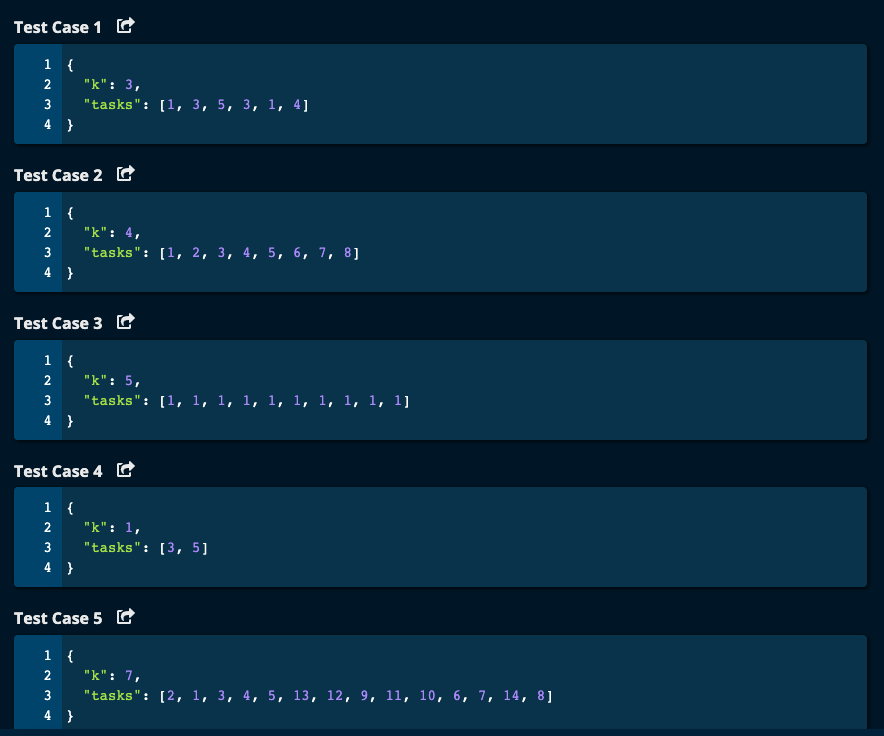 Test Case 1
1 {
2   "k": 3,
3   "tasks": [1, 3, 5, 3, 1, 4]
4 }
Test Case 2
1 {
2   "k": 4,
3   "tasks": [1, 2, 3, 4, 5, 6, 7, 8]
4 }
Test Case 3
1 {
2   "k": 5,
3   "tasks": [1, 1, 1, 1, 1, 1, 1, 1, 1, 1]
4 }
Test Case 4
1 {
2   "k": 1,
3   "tasks": [3, 5]
4 }
Test Case 5
1 {
2   "k": 7,
3   "tasks": [2, 1, 3, 4, 5, 13, 12, 9, 11, 10, 6, 7, 14, 8]
4 }